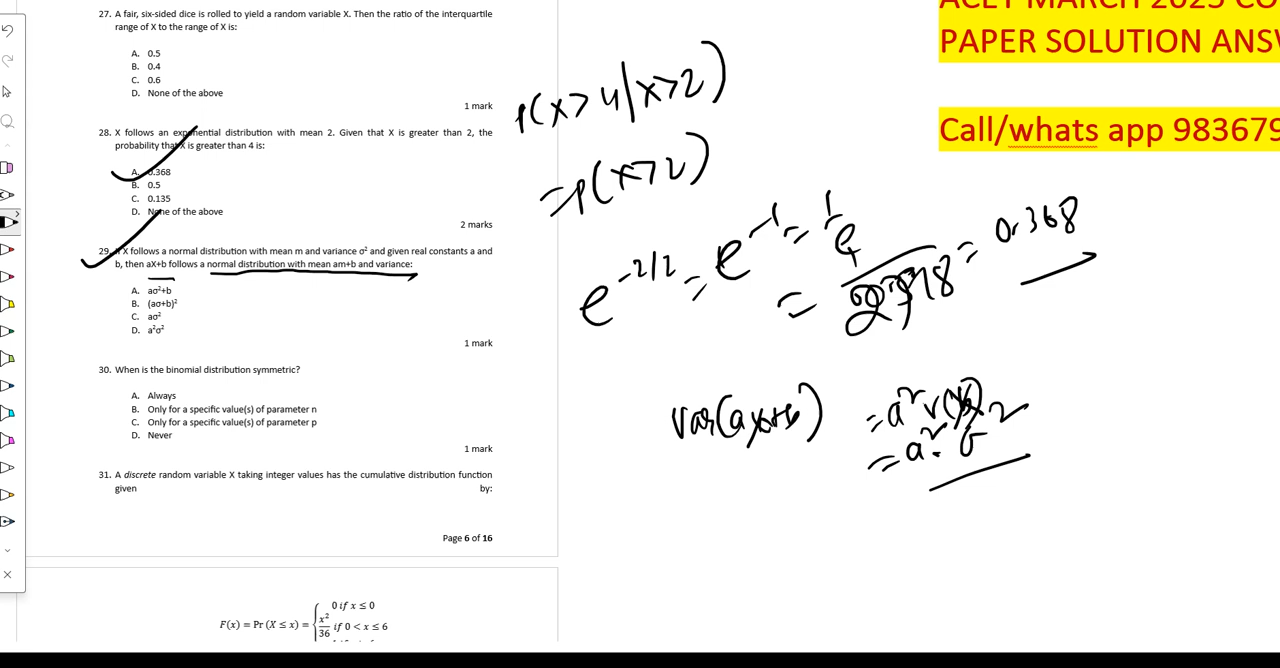 27. A fair, six-sided dice is rolled to yield a random variable X. Then the ratio of the interquartile
range of X to the range of X is:
A. 0.5
B. 0.4
C. 0.6
D. None of the above
1 mark
28. X follows an exponential distribution with mean 2. Given that X is greater than 2, the
probability that X is greater than 4 is:
A. 0.368
B. 0.5
C. 0.135
D. None of the above
2 marks
29. If X follows a normal distribution with mean m and variance σ² and given real constants a and
b, then aX+b follows a normal distribution with mean am+b and variance:
A. aσ²+b
B. (aσ+b)²
C. aσ²
D. a²σ²
1 mark
30. When is the binomial distribution symmetric?
A. Always
B. Only for a specific value(s) of parameter n
C. Only for a specific value(s) of parameter p
D. Never
1 mark
31. A discrete random variable X taking integer values has the cumulative distribution function
given by:
Page 6 of 16
0 if x ≤ 0
F(x) = Pr (X ≤ x) = x²/36 if 0 < x ≤ 6
P(X>4|X>2)
=P(X>2)
e^-2/2 = e^-1 = 1/e
= 1/2.718 = 0.368
Var(ax+b) = a² V(X)
= a². σ²
ACET MARCH 2025
PAPER SOLUTION
Call/whats app 983679